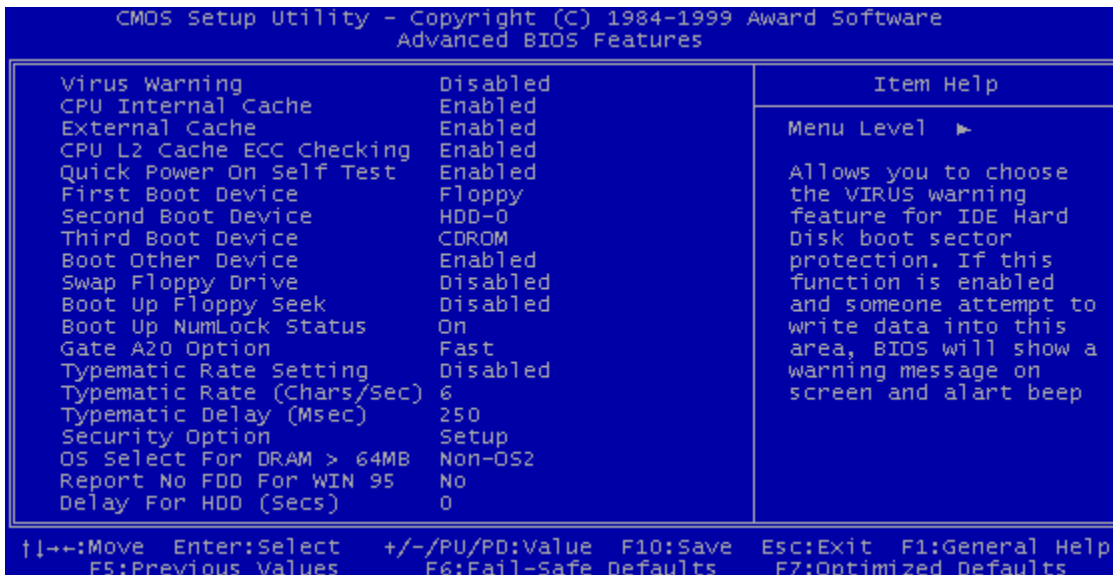 CMOS Setup Utility - Copyright (C) 1984-1999 Award Software
Advanced BIOS Features
Virus Warning Disabled
CPU Internal Cache Enabled
External Cache Enabled
CPU L2 Cache ECC Checking Enabled
Quick Power On Self Test Enabled
First Boot Device Floppy
Second Boot Device HDD-0
Third Boot Device CDROM
Boot Other Device Enabled
Swap Floppy Drive Disabled
Boot Up Floppy Seek Disabled
Boot Up NumLock Status On
Gate A20 Option Fast
Typematic Rate Setting Disabled
Typematic Rate (Chars/Sec) 6
Typematic Delay (Msec) 250
Security Option Setup
OS Select For DRAM > 64MB Non-OS2
Report No FDD For WIN 95 No
Delay For HDD (Secs) 0
Item Help
Menu Level ►
Allows you to choose
the VIRUS warning
feature for IDE Hard
Disk boot sector
protection. If this
function is enabled
and someone attempt to
write data into this
area, BIOS will show a
warning message on
screen and alart beep
↑↓→←:Move Enter:Select +/-/PU/PD:Value F10:Save Esc:Exit F1:General Help
F5:Previous Values F6:Fail-Safe Defaults F7:Optimized Defaults